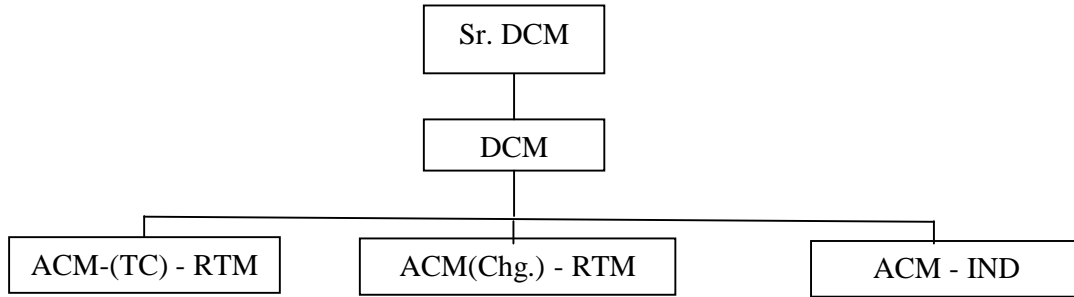 Sr. DCM
DCM
ACM-(TC) - RTM
ACM(Chg.) - RTM
ACM - IND